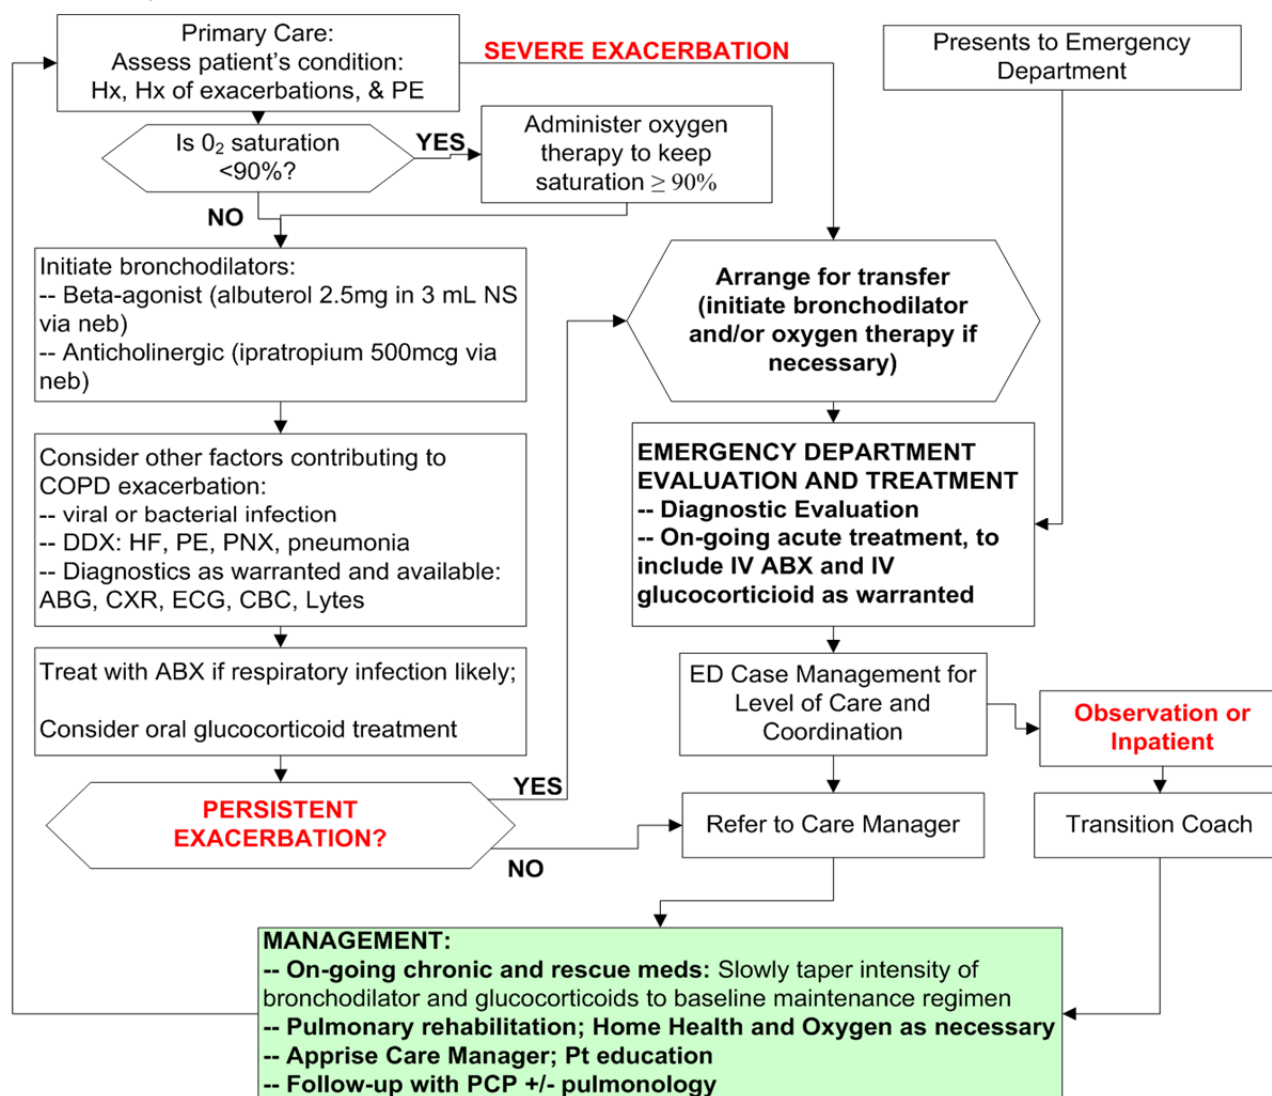 Primary Care:
Assess patient's condition:
Hx, Hx of exacerbations, & PE
SEVERE EXACERBATION
Presents to Emergency
Department
Is 0₂ saturation
<90%?
YES
Administer oxygen
therapy to keep
saturation ≥ 90%
NO
Initiate bronchodilators:
-- Beta-agonist (albuterol 2.5mg in 3 mL NS
via neb)
-- Anticholinergic (ipratropium 500mcg via
neb)
Arrange for transfer
(initiate bronchodilator
and/or oxygen therapy if
necessary)
Consider other factors contributing to
COPD exacerbation:
-- viral or bacterial infection
-- DDX: HF, PE, PNX, pneumonia
-- Diagnostics as warranted and available:
ABG, CXR, ECG, CBC, Lytes
EMERGENCY DEPARTMENT
EVALUATION AND TREATMENT
-- Diagnostic Evaluation
-- On-going acute treatment, to
include IV ABX and IV
glucocorticioid as warranted
Treat with ABX if respiratory infection likely;
Consider oral glucocorticoid treatment
ED Case Management for
Level of Care and
Coordination
Observation or
Inpatient
PERSISTENT
EXACERBATION?
YES
NO
Refer to Care Manager
Transition Coach
MANAGEMENT:
-- On-going chronic and rescue meds: Slowly taper intensity of
bronchodilator and glucocorticoids to baseline maintenance regimen
-- Pulmonary rehabilitation; Home Health and Oxygen as necessary
-- Apprise Care Manager; Pt education
-- Follow-up with PCP +/- pulmonology